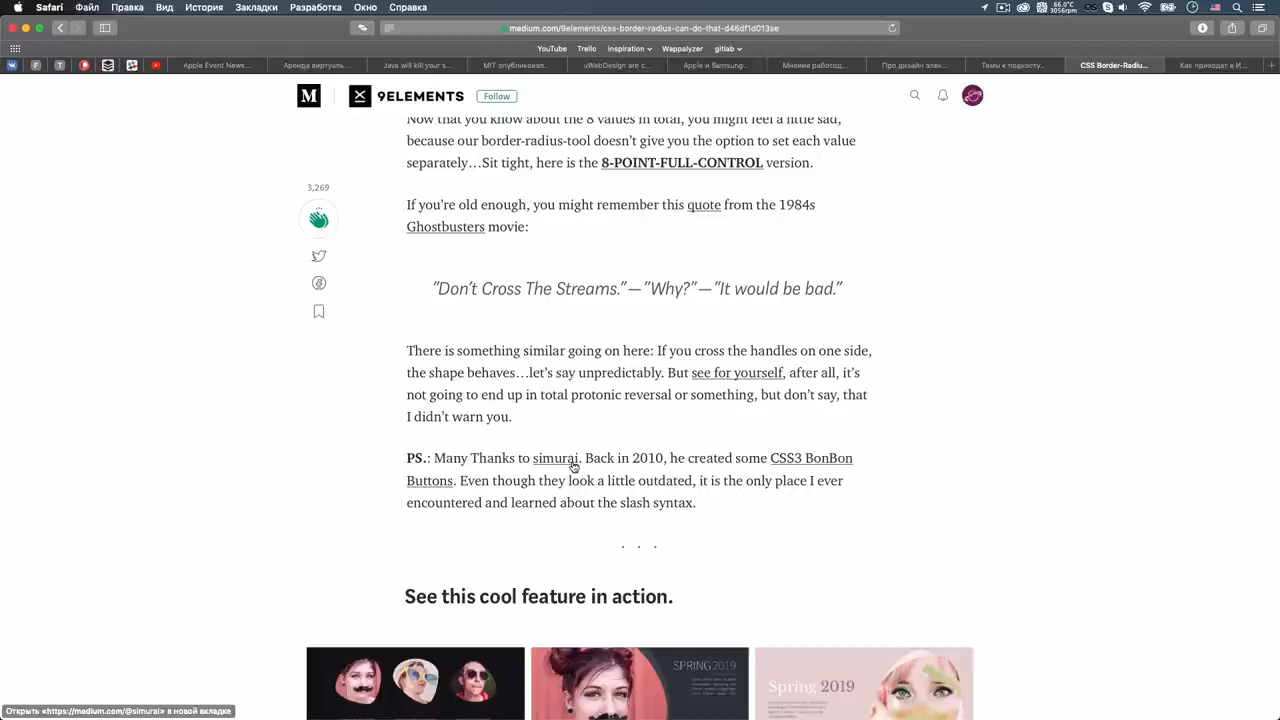 Safari Файл Правка Вид История Закладки Разработка Окно Справка
66.0°C
medium.com/9elements/css-border-radius-can-do-that-d46df1d013ae
YouTube Trello inspiration Wappalyzer gitlab
Apple Event News… Аренда виртуаль… Java will kill your s… MIT опубликовал… uWebDesign are c… Apple и Samsung… Мнения работод… Про дизайн элек… Темы к подкасту… CSS Border-Radiu… Как приходят в И…
M 9ELEMENTS Follow
Now that you know about the 8 values in total, you might feel a little sad,
because our border-radius-tool doesn't give you the option to set each value
separately…Sit tight, here is the 8-POINT-FULL-CONTROL version.
3,269
If you're old enough, you might remember this quote from the 1984s
Ghostbusters movie:
"Don't Cross The Streams."—"Why?"—"It would be bad."
There is something similar going on here: If you cross the handles on one side,
the shape behaves…let's say unpredictably. But see for yourself, after all, it's
not going to end up in total protonic reversal or something, but don't say, that
I didn't warn you.
PS.: Many Thanks to simurai. Back in 2010, he created some CSS3 BonBon
Buttons. Even though they look a little outdated, it is the only place I ever
encountered and learned about the slash syntax.
. . .
See this cool feature in action.
SPRING 2019
Spring 2019
Открыть «https://medium.com/@simurai» в новой вкладке